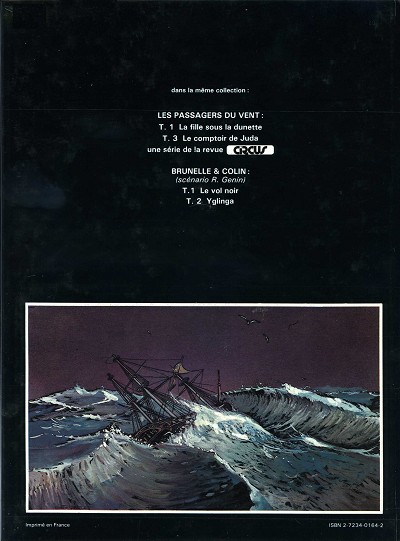 dans la même collection :
LES PASSAGERS DU VENT :
T. 1 La fille sous la dunette
T. 3 Le comptoir de Juda
une série de la revue CIRCUS
BRUNELLE & COLIN :
(scénario R. Genin)
T.1 Le vol noir
T. 2 Yglinga
Imprimé en France
ISBN 2-7234-0164-2